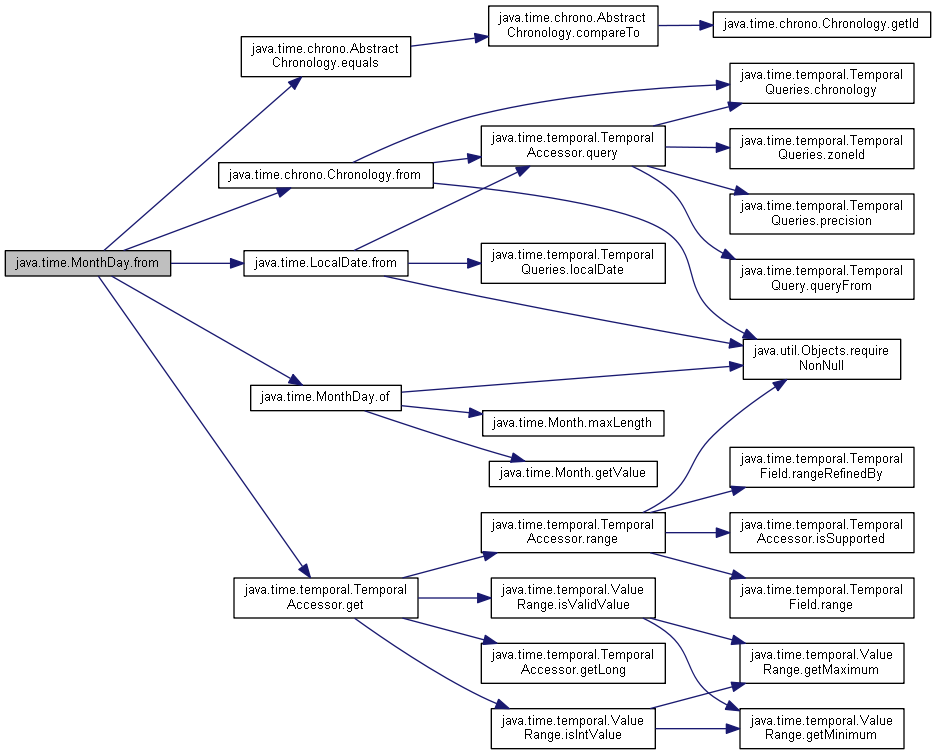 java.time.MonthDay.from
java.time.chrono.Abstract
Chronology.equals
java.time.chrono.Chronology.from
java.time.LocalDate.from
java.time.MonthDay.of
java.time.temporal.Temporal
Accessor.get
java.time.chrono.Abstract
Chronology.compareTo
java.time.temporal.Temporal
Accessor.query
java.time.temporal.Temporal
Queries.localDate
java.time.Month.maxLength
java.time.Month.getValue
java.time.temporal.Temporal
Accessor.range
java.time.temporal.Value
Range.isValidValue
java.time.temporal.Temporal
Accessor.getLong
java.time.temporal.Value
Range.isIntValue
java.time.chrono.Chronology.getId
java.time.temporal.Temporal
Queries.chronology
java.time.temporal.Temporal
Queries.zoneId
java.time.temporal.Temporal
Queries.precision
java.time.temporal.Temporal
Query.queryFrom
java.util.Objects.require
NonNull
java.time.temporal.Temporal
Field.rangeRefinedBy
java.time.temporal.Temporal
Accessor.isSupported
java.time.temporal.Temporal
Field.range
java.time.temporal.Value
Range.getMaximum
java.time.temporal.Value
Range.getMinimum